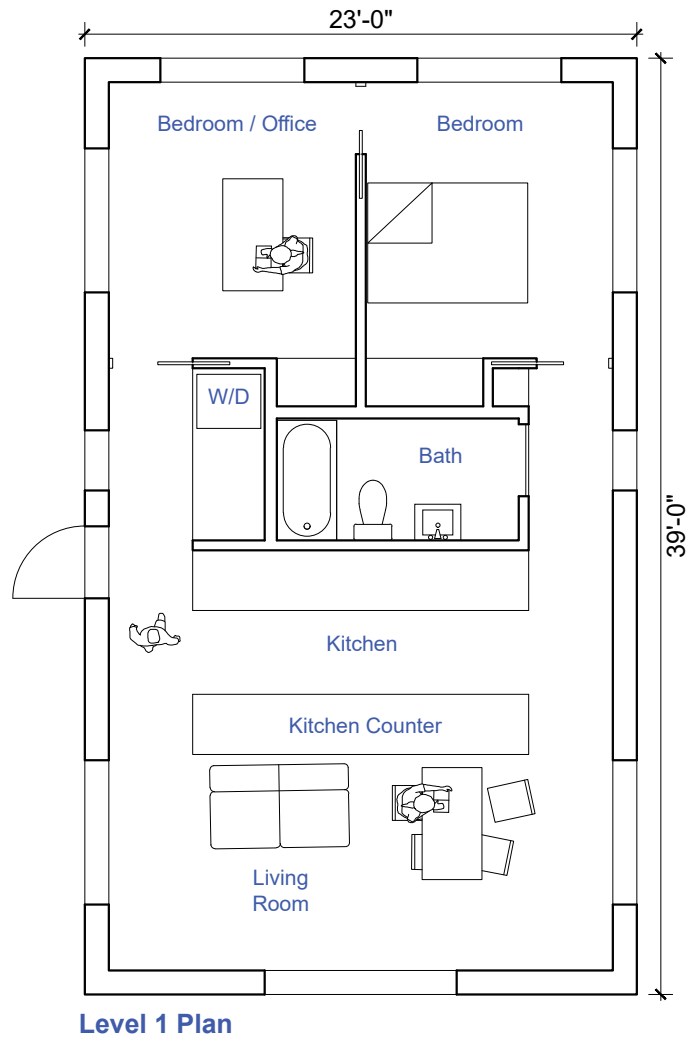 23'-0"
Bedroom / Office
Bedroom
W/D
Bath
39'-0"
Kitchen
Kitchen Counter
Living
Room
Level 1 Plan